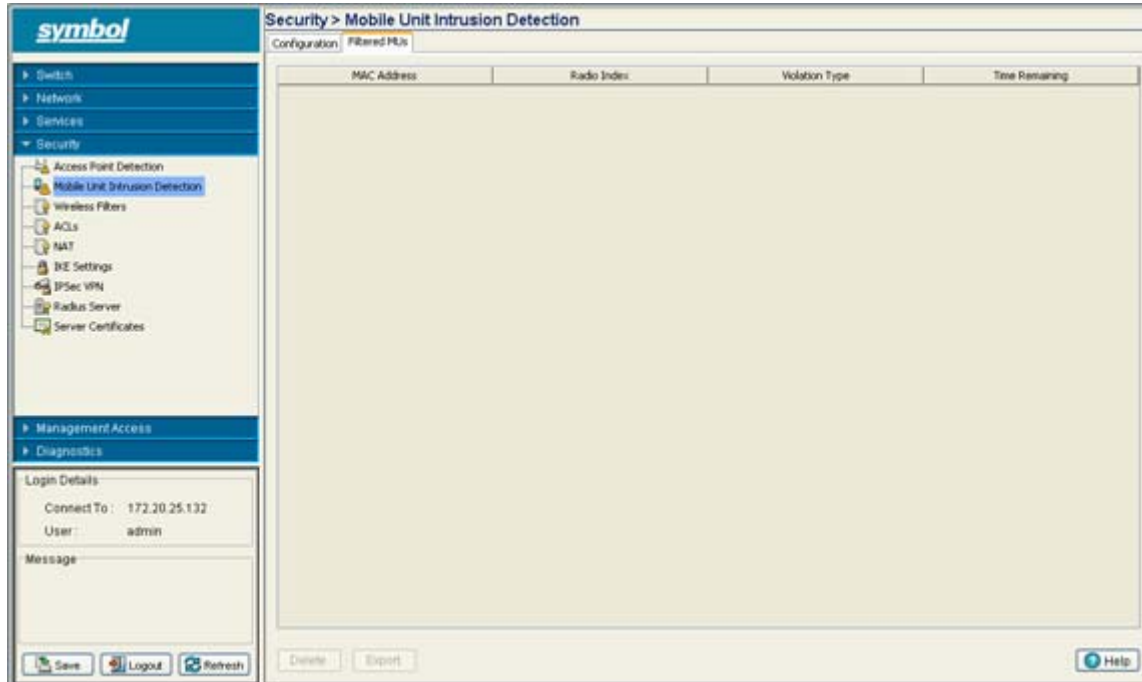 symbol
Switch
Network
Services
Security
Access Point Detection
Mobile Unit Intrusion Detection
Wireless Filters
ACLs
NAT
IKE Settings
IPSec VPN
Radius Server
Server Certificates
Management Access
Diagnostics
Login Details
Connect To : 172.20.25.132
User : admin
Message
Save Logout Refresh
Security > Mobile Unit Intrusion Detection
Configuration Filtered MUs
MAC Address Radio Index Violation Type Time Remaining
Delete Export Help